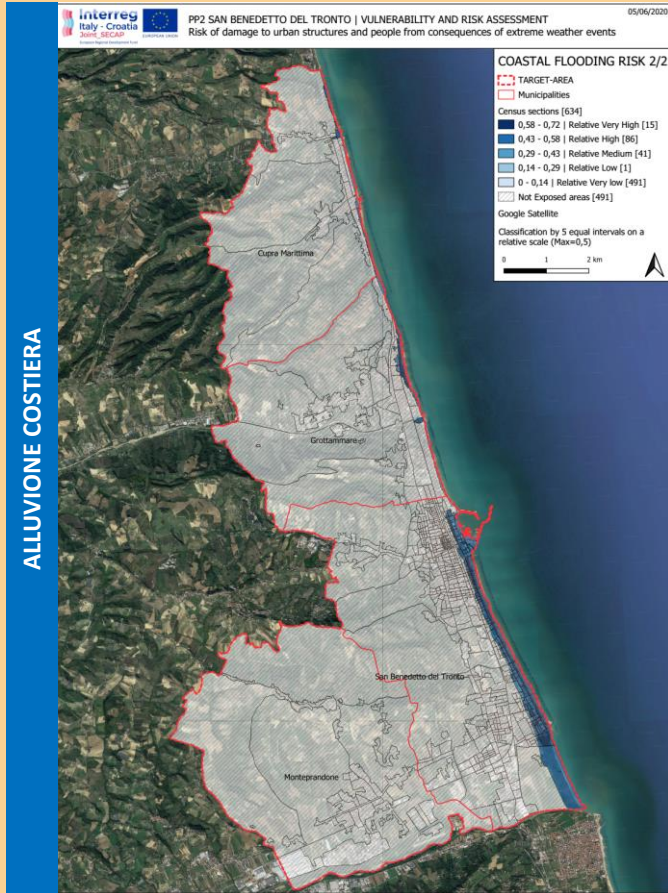 Interreg
Italy - Croatia
Joint_SECAP
European Regional Development Fund
EUROPEAN UNION
PP2 SAN BENEDETTO DEL TRONTO | VULNERABILITY AND RISK ASSESSMENT
Risk of damage to urban structures and people from consequences of extreme weather events
05/06/2020
COASTAL FLOODING RISK 2/2
TARGET-AREA
Municipalities
Census sections [634]
0,58 - 0,72 | Relative Very High [15]
0,43 - 0,58 | Relative High [86]
0,29 - 0,43 | Relative Medium [41]
0,14 - 0,29 | Relative Low [1]
0 - 0,14 | Relative Very low [491]
Not Exposed areas [491]
Google Satellite
Classification by 5 equal intervals on a
relative scale (Max=0,5)
0 1 2 km
ALLUVIONE COSTIERA
Cupra Marittima
Grottammare
San Benedetto del Tronto
Monteprandone